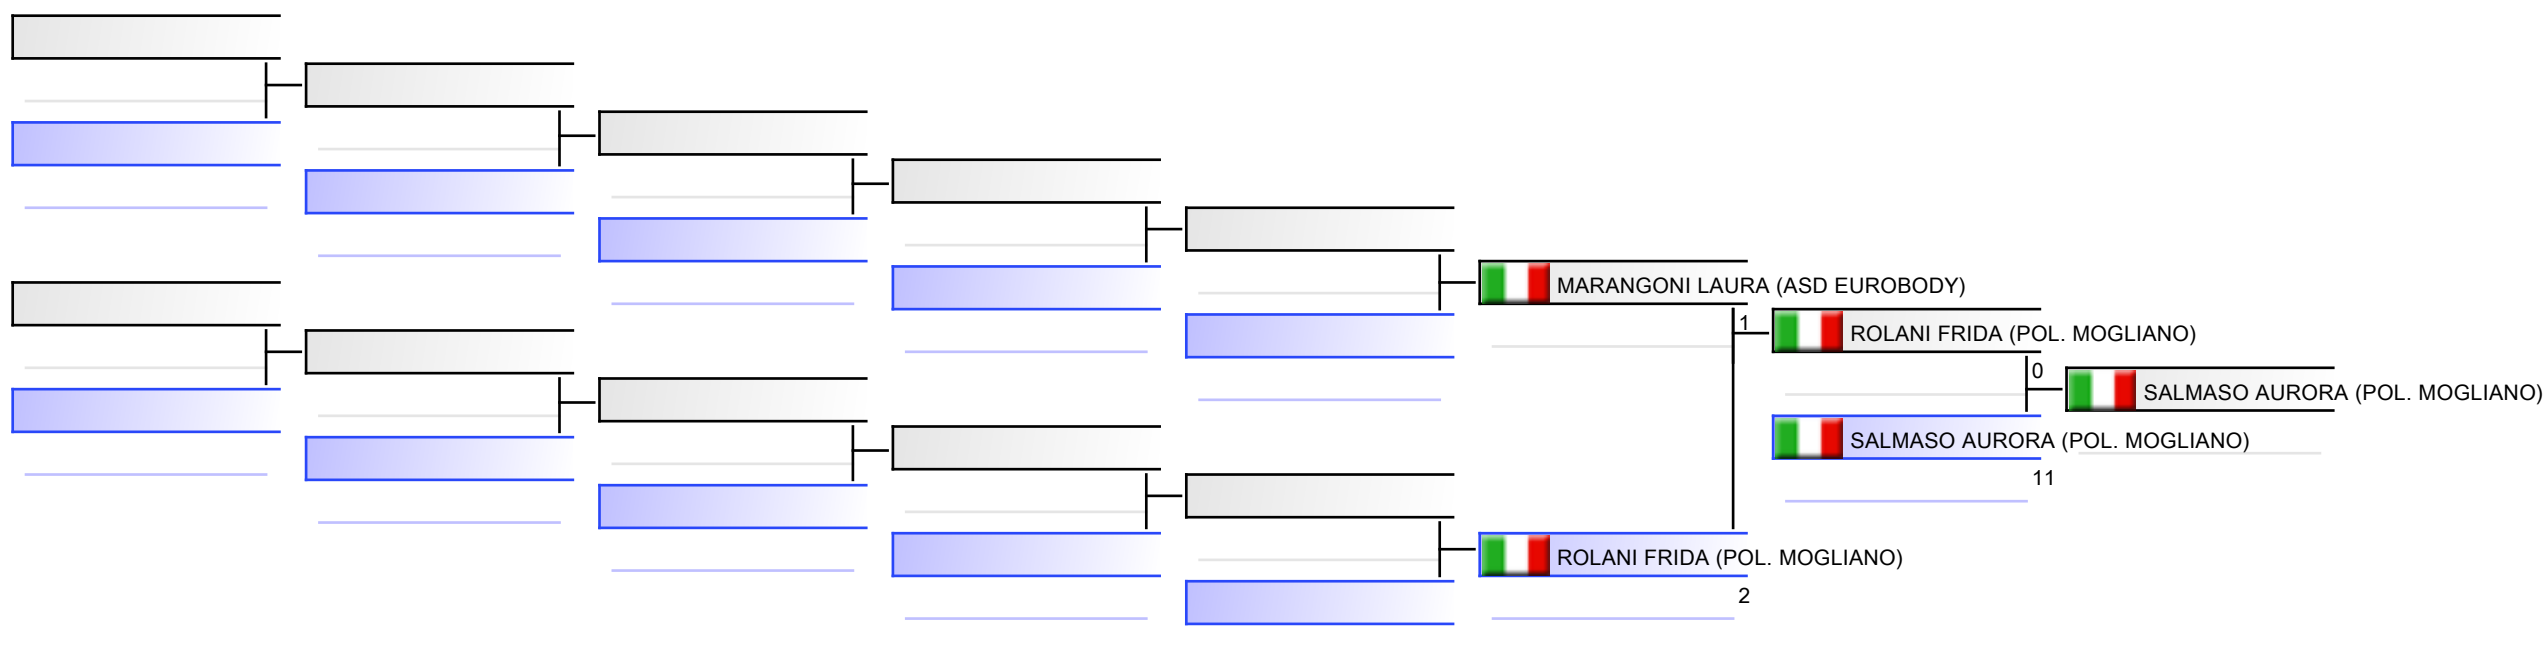 MARANGONI LAURA (ASD EUROBODY)
1
ROLANI FRIDA (POL. MOGLIANO)
0
SALMASO AURORA (POL. MOGLIANO)
SALMASO AURORA (POL. MOGLIANO)
11
ROLANI FRIDA (POL. MOGLIANO)
2